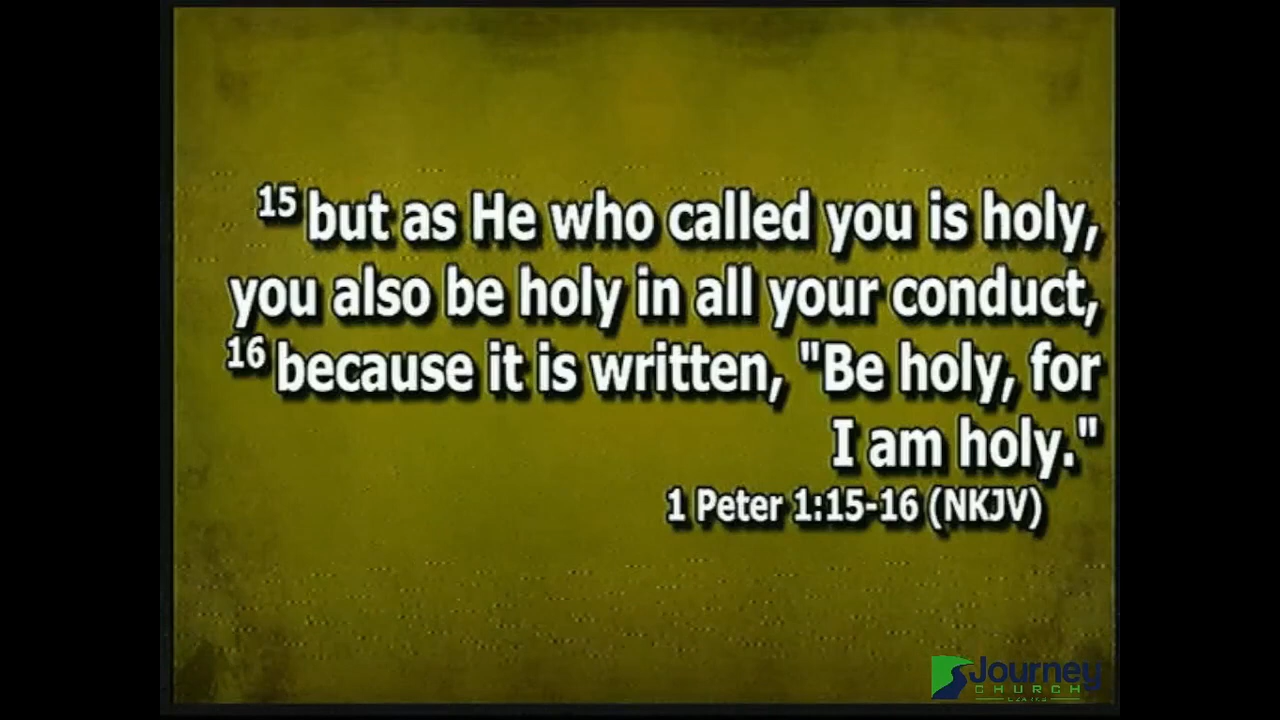 15 but as He who called you is holy,
you also be holy in all your conduct,
16 because it is written, "Be holy, for
I am holy."
1 Peter 1:15-16 (NKJV)
Journey
CHURCH